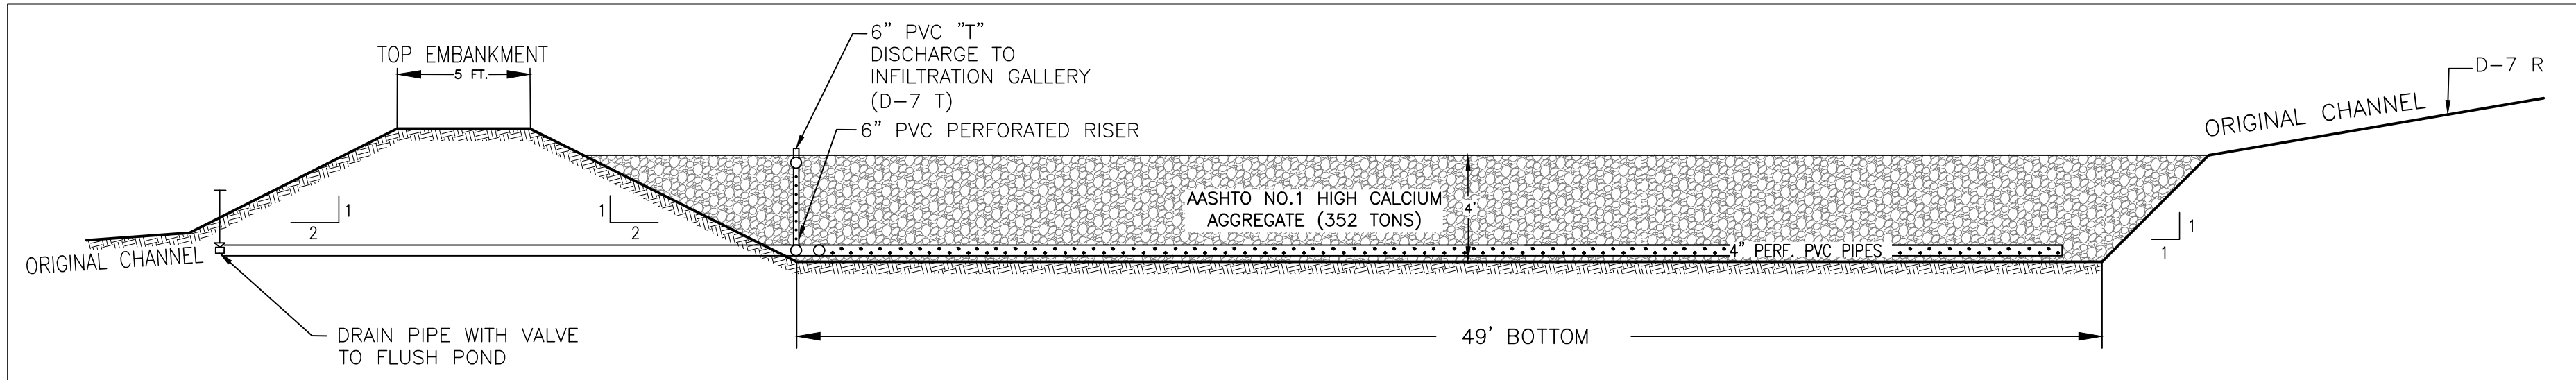 TOP EMBANKMENT
5 FT.
6" PVC "T"
DISCHARGE TO
INFILTRATION GALLERY
(D-7 T)
6" PVC PERFORATED RISER
D-7 R
ORIGINAL CHANNEL
AASHTO NO.1 HIGH CALCIUM
AGGREGATE (352 TONS)
4'
1
2
1
2
1
1
4" PERF. PVC PIPES
ORIGINAL CHANNEL
DRAIN PIPE WITH VALVE
TO FLUSH POND
49' BOTTOM